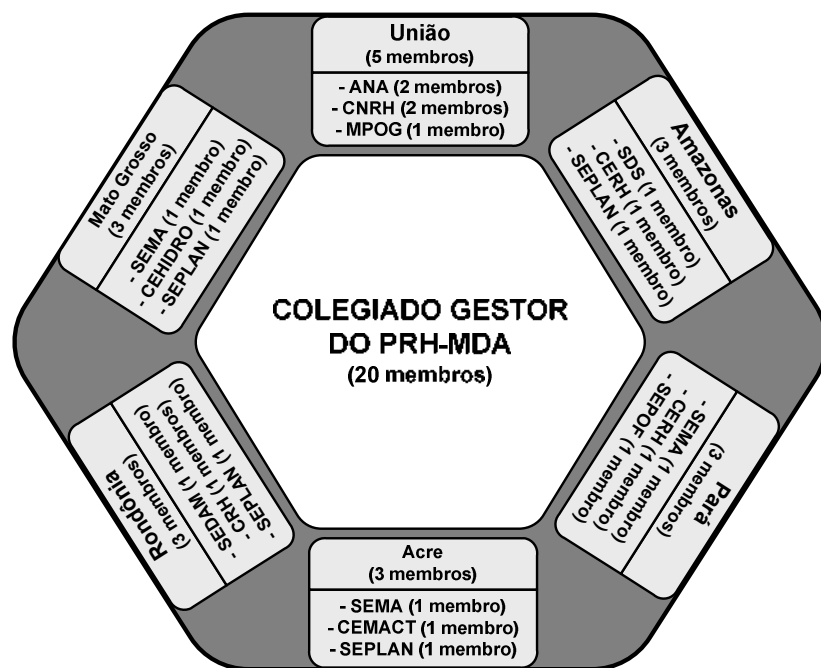 União
(5 membros)
- ANA (2 membros)
- CNRH (2 membros)
- MPOG (1 membro)
Amazonas
(3 membros)
- SDS (1 membro)
- CERH (1 membro)
- SEPLAN (1 membro)
Pará
(3 membros)
- SEMA (1 membro)
- CERH (1 membro)
- SEPOF (1 membro)
Acre
(3 membros)
- SEMA (1 membro)
- CEMACT (1 membro)
- SEPLAN (1 membro)
Rondônia
(3 membros)
- SEDAM (1 membro)
- CRH (1 membros)
- SEPLAN (1 membro)
Mato Grosso
(3 membros)
- SEMA (1 membro)
- CEHIDRO (1 membro)
- SEPLAN (1 membro)
COLEGIADO GESTOR
DO PRH-MDA
(20 membros)